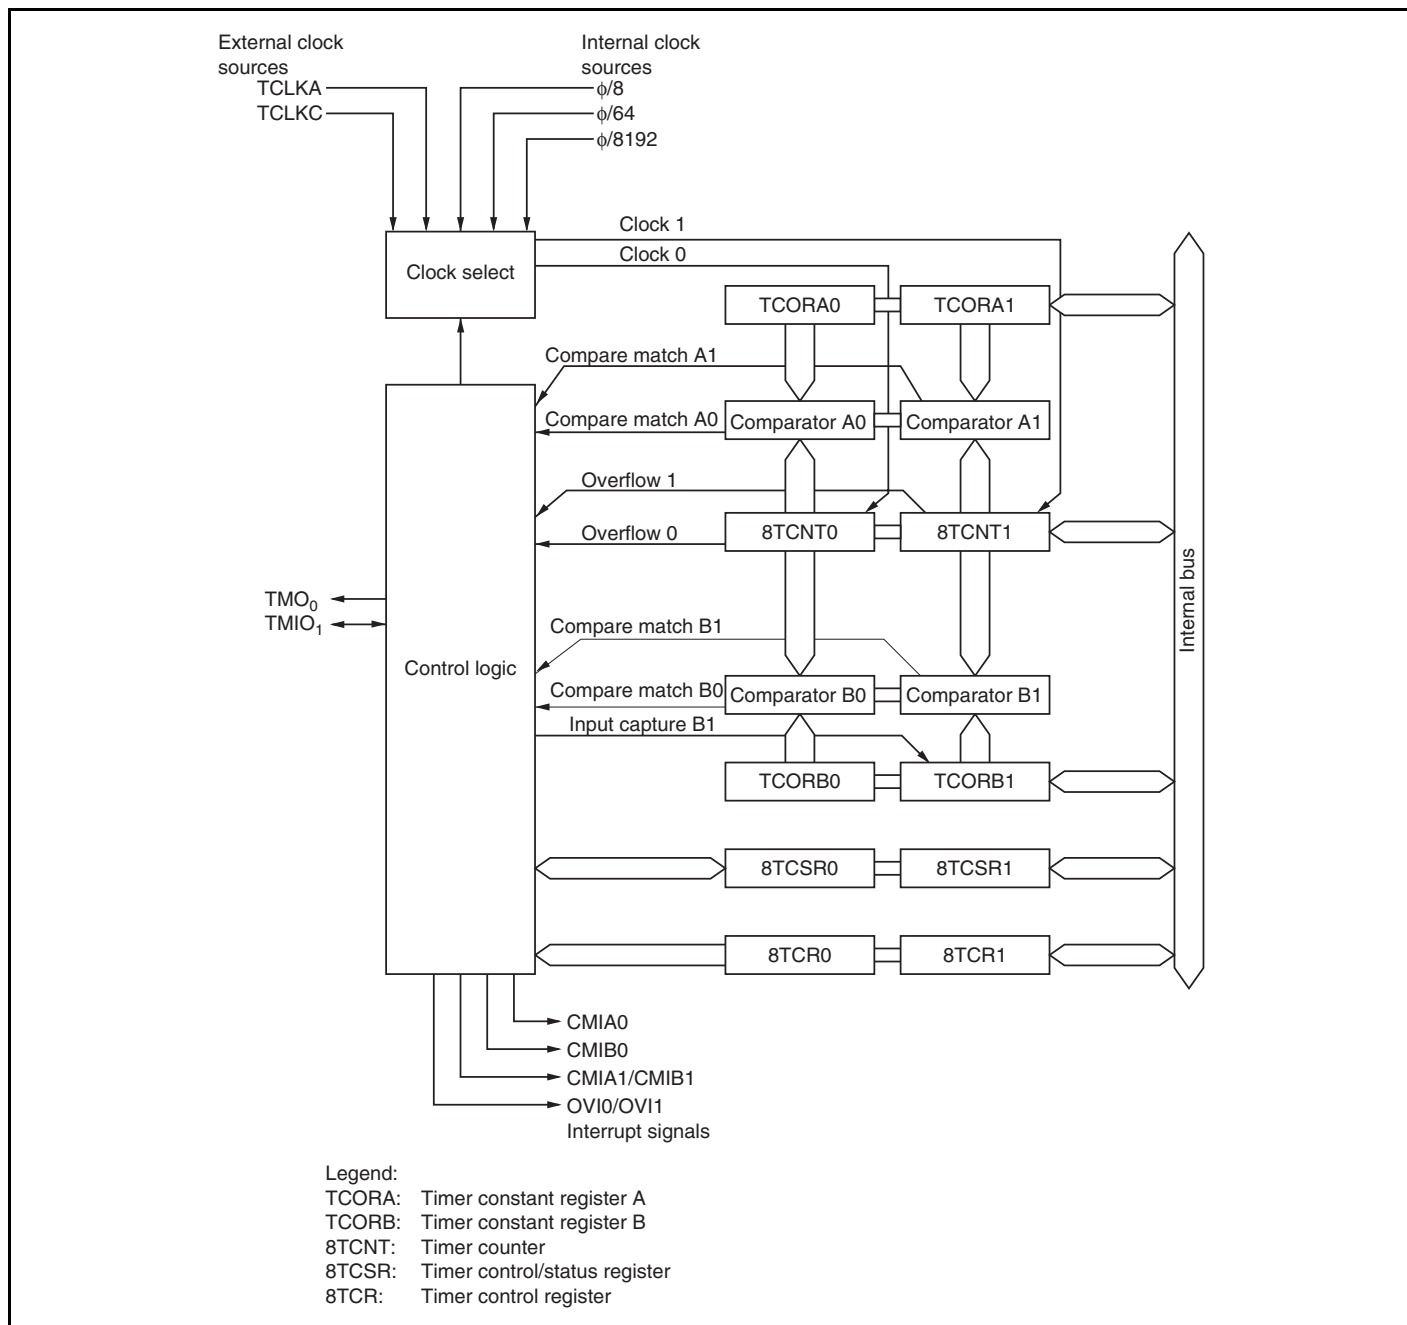 External clock
sources
Internal clock
sources
TCLKA
TCLKC
ϕ/8
ϕ/64
ϕ/8192
Clock 1
Clock 0
Clock select
TCORA0
TCORA1
Compare match A1
Compare match A0
Comparator A0
Comparator A1
Overflow 1
Overflow 0
8TCNT0
8TCNT1
TMO0
TMIO1
Control logic
Internal bus
Compare match B1
Compare match B0
Comparator B0
Comparator B1
Input capture B1
TCORB0
TCORB1
8TCSR0
8TCSR1
8TCR0
8TCR1
CMIA0
CMIB0
CMIA1/CMIB1
OVI0/OVI1
Interrupt signals
Legend:
TCORA: Timer constant register A
TCORB: Timer constant register B
8TCNT: Timer counter
8TCSR: Timer control/status register
8TCR: Timer control register